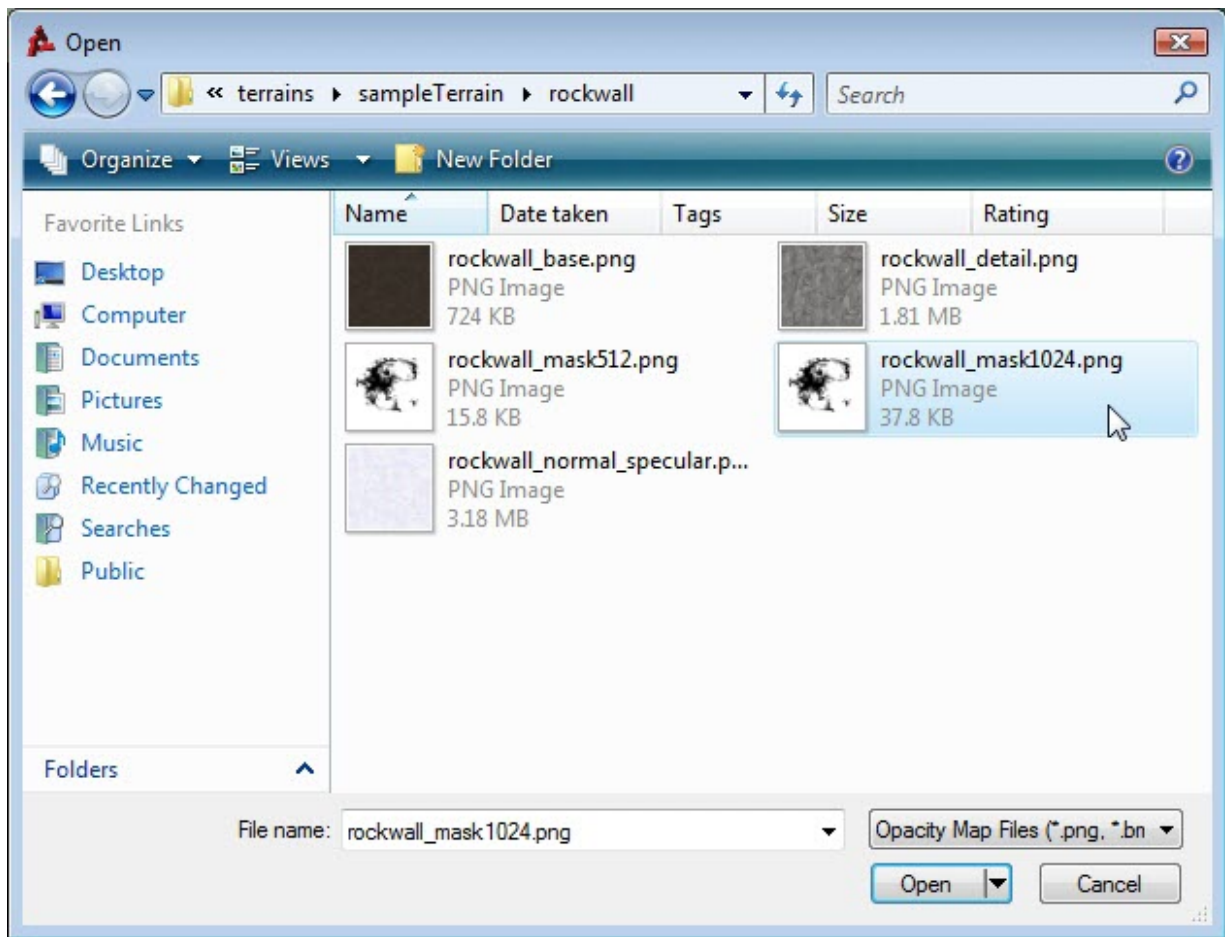 Open
« terrains ▸ sampleTerrain ▸ rockwall
Search
Organize
Views
New Folder
Favorite Links
Desktop
Computer
Documents
Pictures
Music
Recently Changed
Searches
Public
Folders
Name Date taken Tags Size Rating
rockwall_base.png
PNG Image
724 KB
rockwall_detail.png
PNG Image
1.81 MB
rockwall_mask512.png
PNG Image
15.8 KB
rockwall_mask1024.png
PNG Image
37.8 KB
rockwall_normal_specular.p...
PNG Image
3.18 MB
File name: rockwall_mask1024.png
Opacity Map Files (*.png, *.bn
Open
Cancel